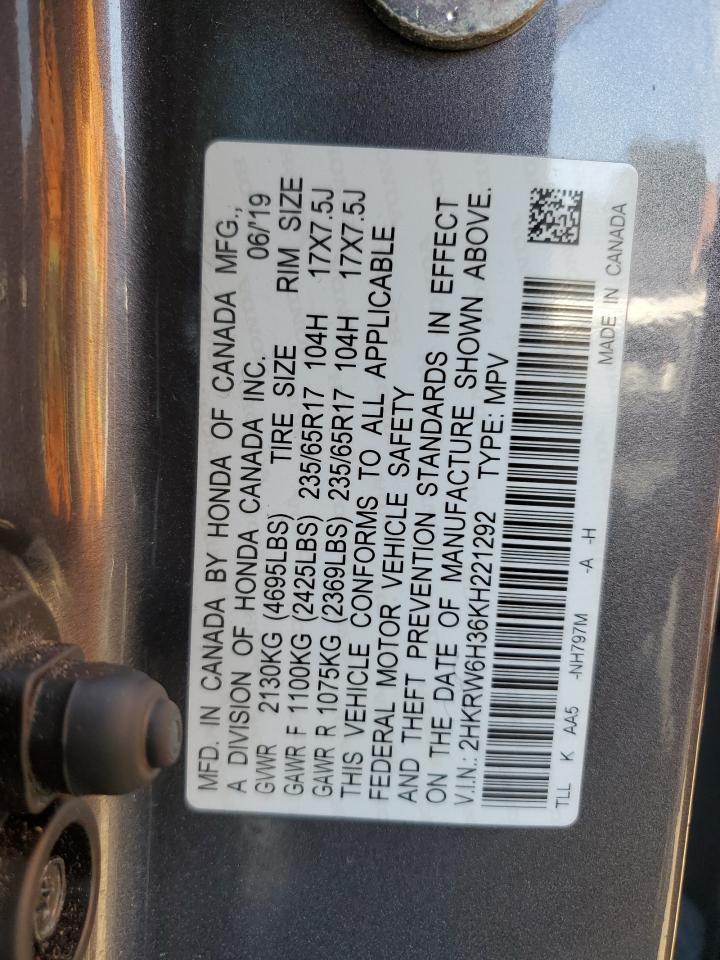 MFD. IN CANADA BY HONDA OF CANADA MFG.,
A DIVISION OF HONDA CANADA INC. 06/'19
GVWR 2130KG (4695LBS) TIRE SIZE RIM SIZE
GAWR F 1100KG (2425LBS) 235/65R17 104H 17X7.5J
GAWR R 1075KG (2369LBS) 235/65R17 104H 17X7.5J
THIS VEHICLE CONFORMS TO ALL APPLICABLE
FEDERAL MOTOR VEHICLE SAFETY
AND THEFT PREVENTION STANDARDS IN EFFECT
ON THE DATE OF MANUFACTURE SHOWN ABOVE.
V.I.N.: 2HKRW6H36KH221292 TYPE: MPV
TLL K AA5 -NH797M -A -H
MADE IN CANADA